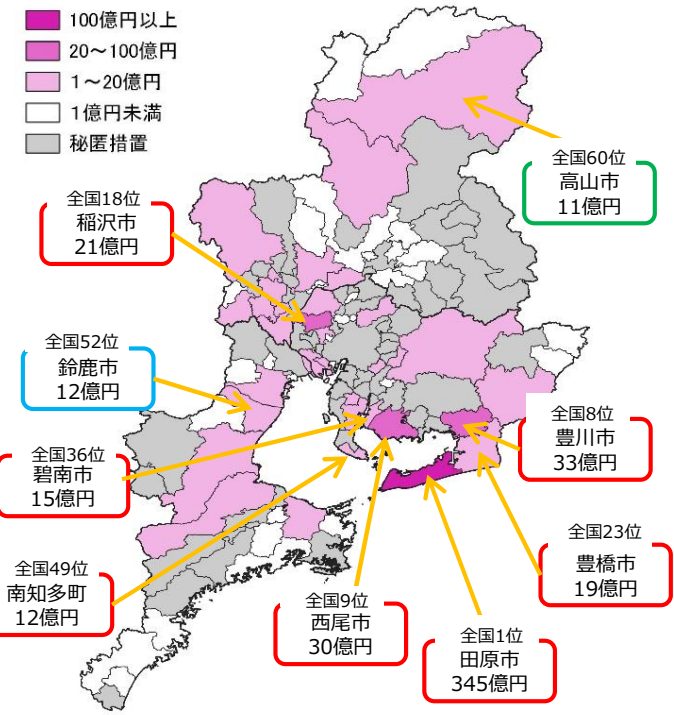 100億円以上
20～100億円
1～20億円
1億円未満
秘匿措置
全国60位
高山市
11億円
全国18位
稲沢市
21億円
全国52位
鈴鹿市
12億円
全国36位
碧南市
15億円
全国49位
南知多町
12億円
全国9位
西尾市
30億円
全国1位
田原市
345億円
全国8位
豊川市
33億円
全国23位
豊橋市
19億円